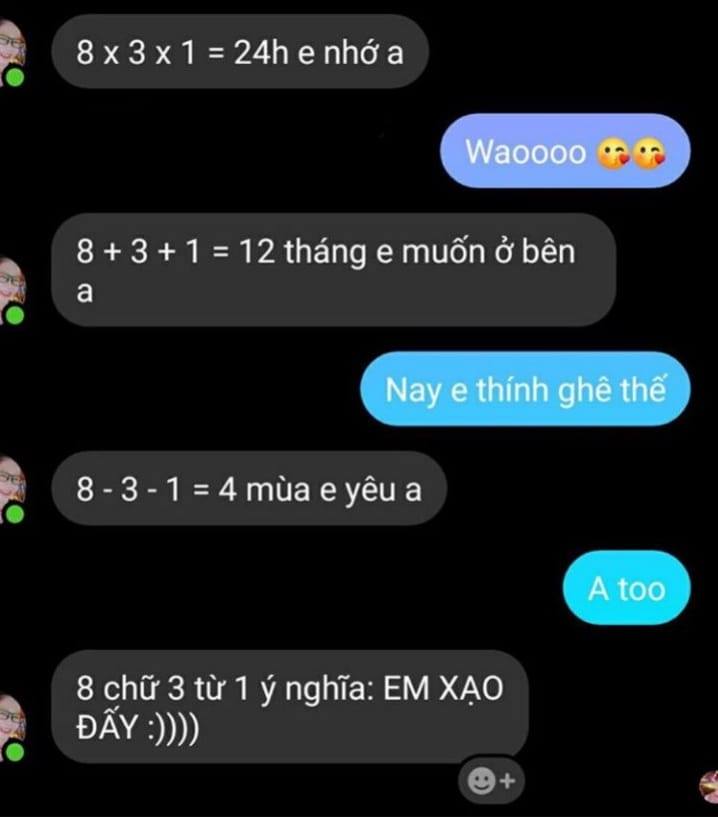 8 x 3 x 1 = 24h e nhớ a
Waoooo 😘😘
8 + 3 + 1 = 12 tháng e muốn ở bên
a
Nay e thính ghê thế
8 - 3 - 1 = 4 mùa e yêu a
A too
8 chữ 3 từ 1 ý nghĩa: EM XẠO
ĐẤY :))))